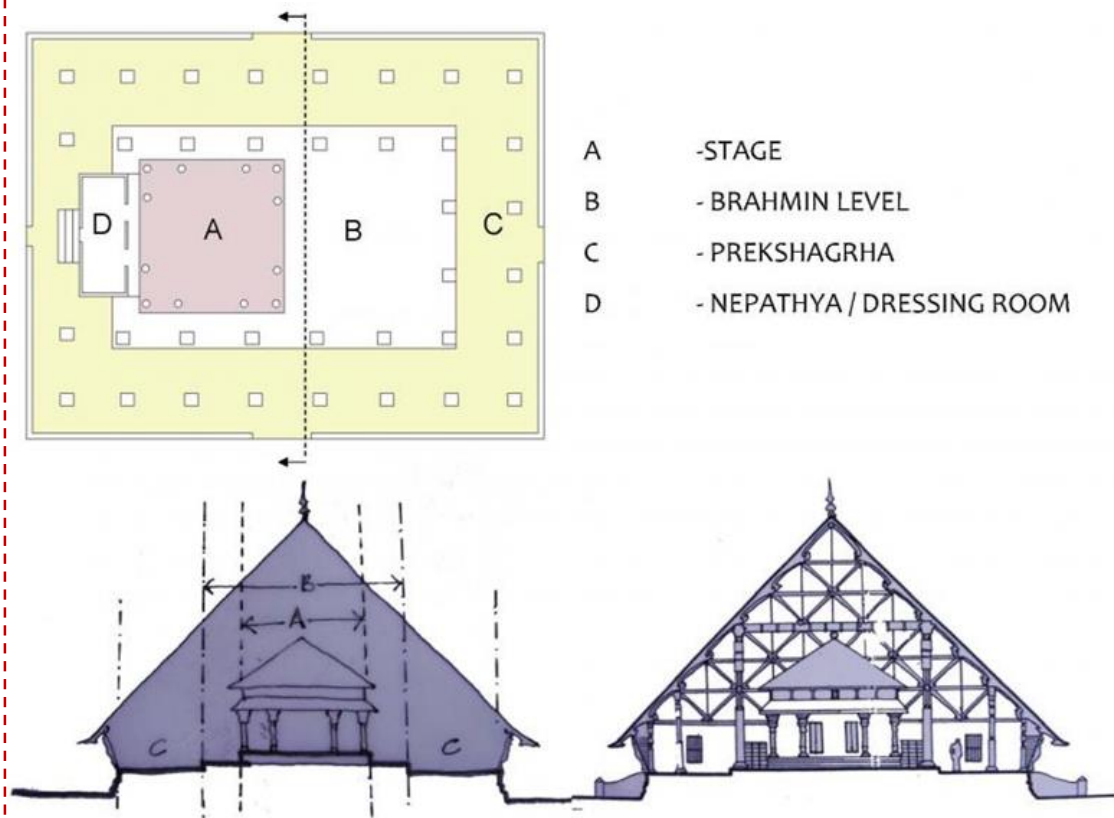 D
A
B
C
A -STAGE
B - BRAHMIN LEVEL
C - PREKSHAGRHA
D - NEPATHYA / DRESSING ROOM
B
A
C
C